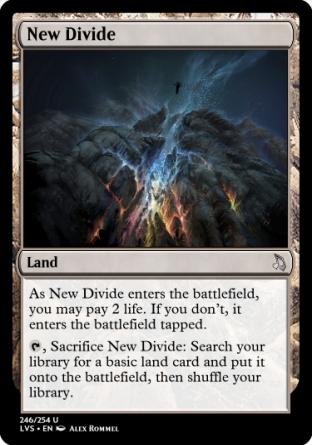 New Divide
Land
As New Divide enters the battlefield,
you may pay 2 life. If you don't, it
enters the battlefield tapped.
, Sacrifice New Divide: Search your
library for a basic land card and put it
onto the battlefield, then shuffle your
library.
246/254 U
LVS • EN Alex Rommel